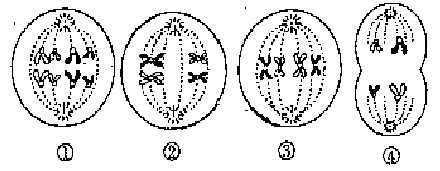 ① ② ③ ④